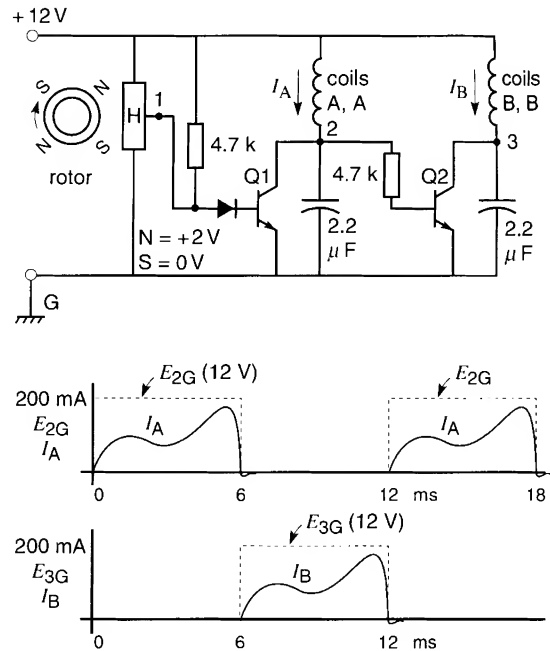 + 12 V
S
N
N
S
rotor
H
1
4.7 k
N = +2 V
S = 0 V
G
Q1
I_A
coils
A, A
2
2.2
μ F
4.7 k
Q2
I_B
coils
B, B
3
2.2
μ F
E_2G (12 V)
E_2G
200 mA
E_2G
I_A
I_A
I_A
0
6
12
ms
18
E_3G (12 V)
200 mA
E_3G
I_B
I_B
0
6
12
ms